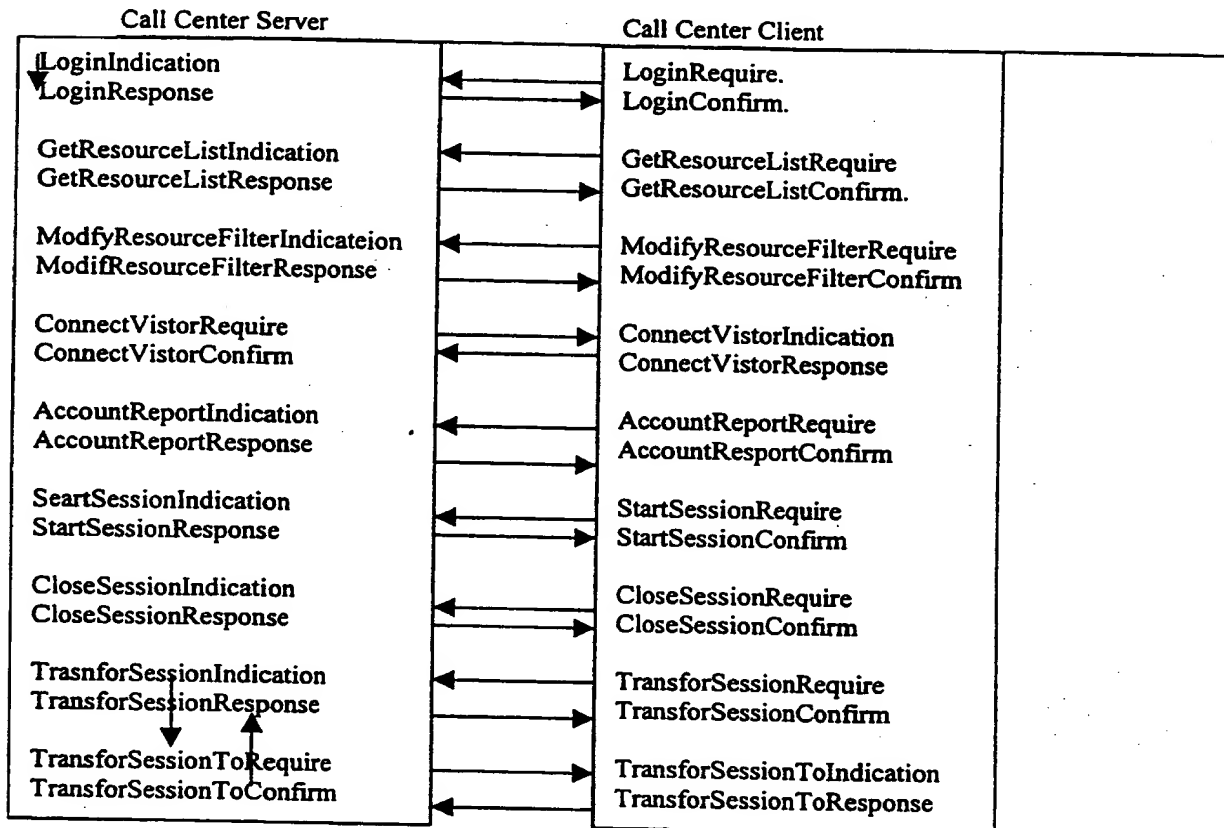 Call Center Server
Call Center Client
LoginIndication
LoginResponse
LoginRequire.
LoginConfirm.
GetResourceListIndication
GetResourceListResponse
GetResourceListRequire
GetResourceListConfirm.
ModfyResourceFilterIndicateion
ModifResourceFilterResponse
ModifyResourceFilterRequire
ModifyResourceFilterConfirm
ConnectVistorRequire
ConnectVistorConfirm
ConnectVistorIndication
ConnectVistorResponse
AccountReportIndication
AccountReportResponse
AccountReportRequire
AccountResportConfirm
SeartSessionIndication
StartSessionResponse
StartSessionRequire
StartSessionConfirm
CloseSessionIndication
CloseSessionResponse
CloseSessionRequire
CloseSessionConfirm
TrasnforSessionIndication
TransforSessionResponse
TransforSessionRequire
TransforSessionConfirm
TransforSessionToRequire
TransforSessionToConfirm
TransforSessionToIndication
TransforSessionToResponse